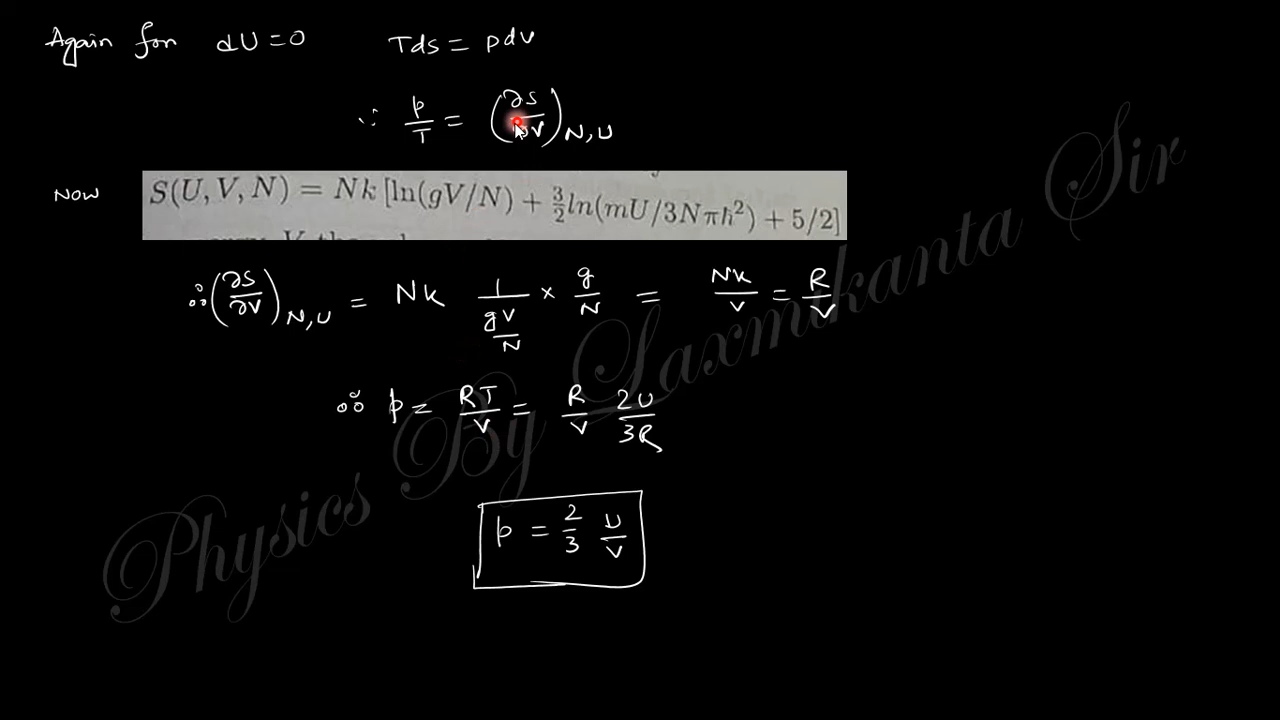 Again for dU = 0 Tds = pdv
∴ p/T = (∂S/∂V)N,U
Now S(U, V, N) = Nk [ln(gV/N) + 3/2 ln(mU/3Nπħ²) + 5/2]
∴ (∂S/∂V)N,U = Nk 1/(gV/N) × g/N = Nk/V = R/V
∴ p = RT/V = R/V 2U/3R
p = 2/3 U/V
Physics By Laxmikanta Sir